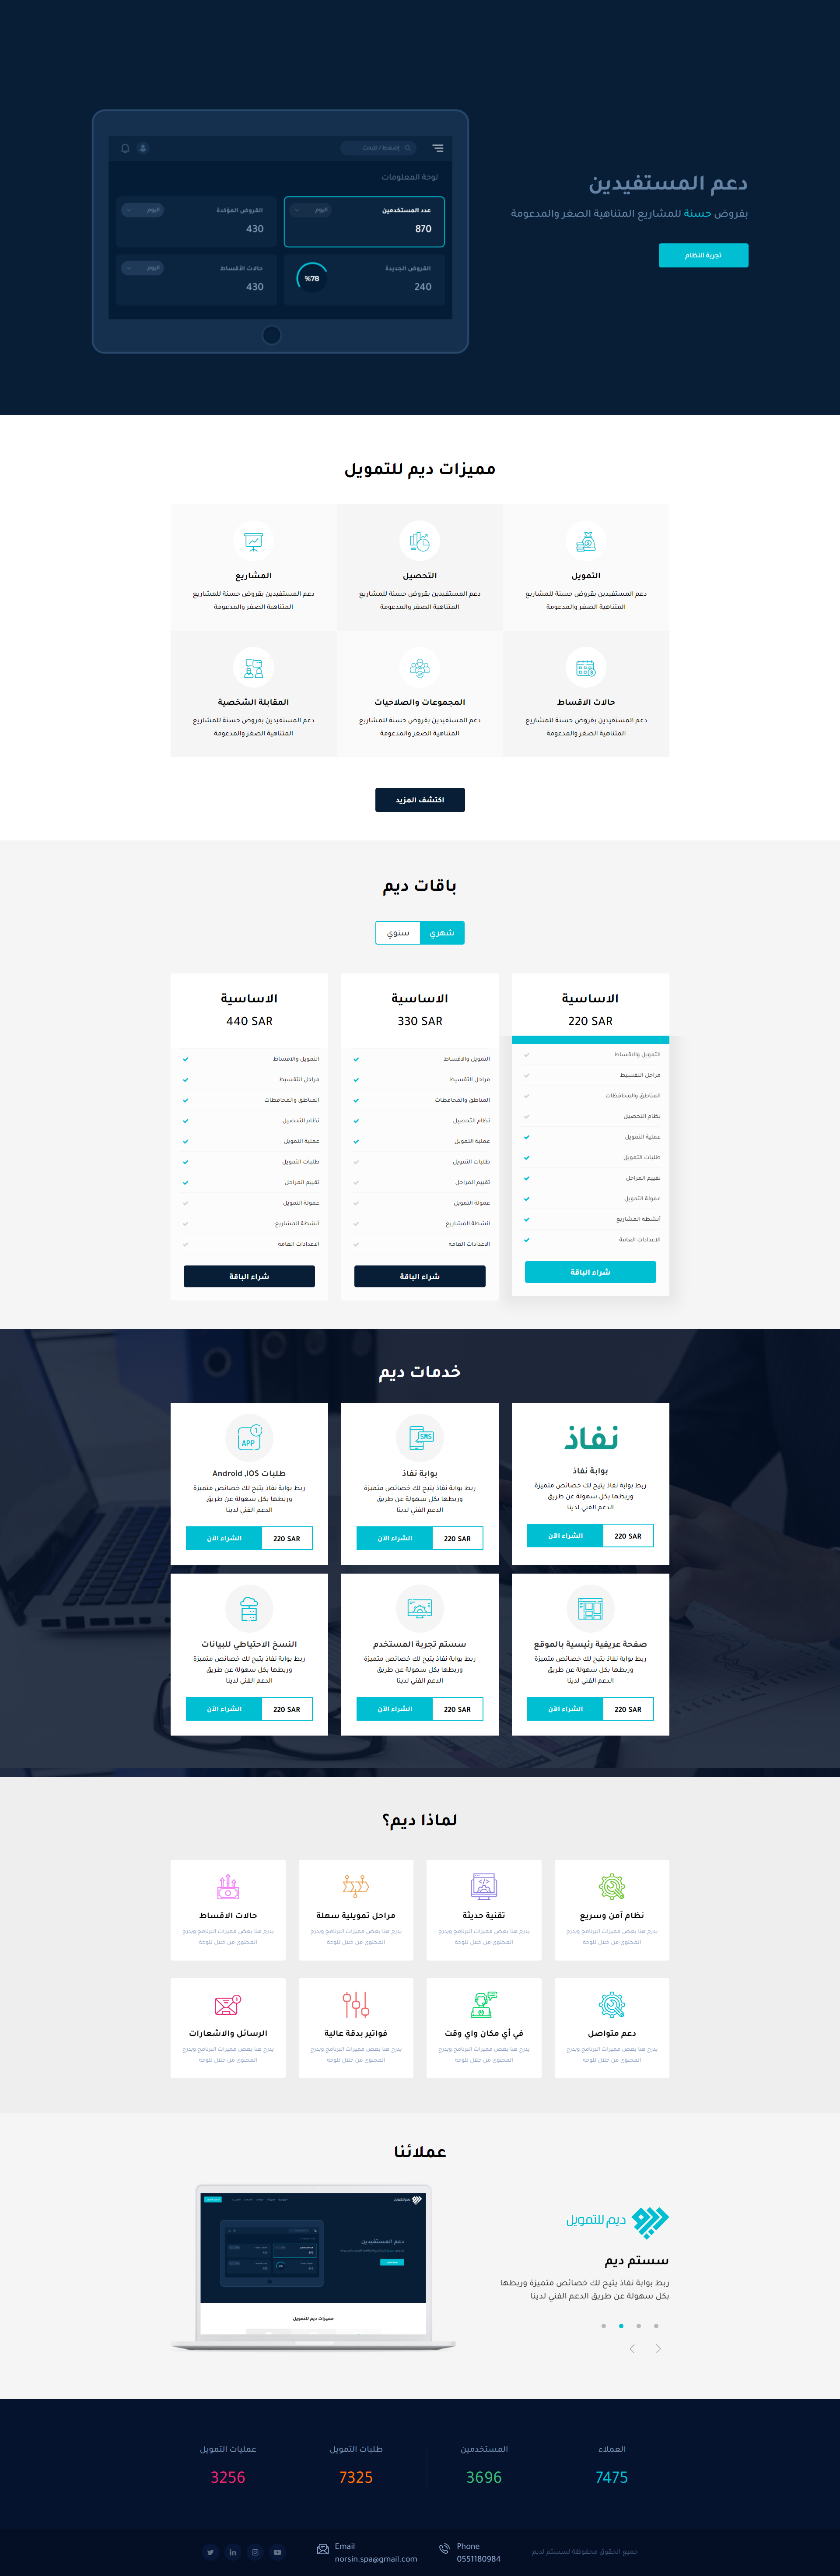 دعم المستفيدين
بقروض حسنة للمشاريع المتناهية الصغر والمدعومة
تجربة النظام
إضغط / للبحث
لوحة المعلومات
عدد المستخدمين
اليوم
870
القروض المؤكدة
اليوم
430
القروض الجديدة
240
%78
حالات الأقساط
اليوم
430
مميزات ديم للتمويل
التمويل
دعم المستفيدين بقروض حسنة للمشاريع
المتناهية الصغر والمدعومة
التحصيل
دعم المستفيدين بقروض حسنة للمشاريع
المتناهية الصغر والمدعومة
المشاريع
دعم المستفيدين بقروض حسنة للمشاريع
المتناهية الصغر والمدعومة
حالات الاقساط
دعم المستفيدين بقروض حسنة للمشاريع
المتناهية الصغر والمدعومة
المجموعات والصلاحيات
دعم المستفيدين بقروض حسنة للمشاريع
المتناهية الصغر والمدعومة
المقابلة الشخصية
دعم المستفيدين بقروض حسنة للمشاريع
المتناهية الصغر والمدعومة
اكتشف المزيد
باقات ديم
شهري
سنوي
الاساسية
220 SAR
التمويل والاقساط
مراحل التقسيط
المناطق والمحافظات
نظام التحصيل
عملية التمويل
طلبات التمويل
تقييم المراحل
عمولة التمويل
أنشطة المشاريع
الاعدادات العامة
شراء الباقة
الاساسية
330 SAR
التمويل والاقساط
مراحل التقسيط
المناطق والمحافظات
نظام التحصيل
عملية التمويل
طلبات التمويل
تقييم المراحل
عمولة التمويل
أنشطة المشاريع
الاعدادات العامة
شراء الباقة
الاساسية
440 SAR
التمويل والاقساط
مراحل التقسيط
المناطق والمحافظات
نظام التحصيل
عملية التمويل
طلبات التمويل
تقييم المراحل
عمولة التمويل
أنشطة المشاريع
الاعدادات العامة
شراء الباقة
خدمات ديم
نفاذ
بوابة نفاذ
ربط بوابة نفاذ يتيح لك خصائص متميزة
وربطها بكل سهولة عن طريق
الدعم الفني لدينا
220 SAR
الشراء الآن
SMS
بوابة نفاذ
ربط بوابة نفاذ يتيح لك خصائص متميزة
وربطها بكل سهولة عن طريق
الدعم الفني لدينا
220 SAR
الشراء الآن
1
APP
طلبات Android ,IOS
ربط بوابة نفاذ يتيح لك خصائص متميزة
وربطها بكل سهولة عن طريق
الدعم الفني لدينا
220 SAR
الشراء الآن
صفحة عريفية رئيسية بالموقع
ربط بوابة نفاذ يتيح لك خصائص متميزة
وربطها بكل سهولة عن طريق
الدعم الفني لدينا
220 SAR
الشراء الآن
سستم تجربة المستخدم
ربط بوابة نفاذ يتيح لك خصائص متميزة
وربطها بكل سهولة عن طريق
الدعم الفني لدينا
220 SAR
الشراء الآن
النسخ الاحتياطي للبيانات
ربط بوابة نفاذ يتيح لك خصائص متميزة
وربطها بكل سهولة عن طريق
الدعم الفني لدينا
220 SAR
الشراء الآن
لماذا ديم؟
نظام أمن وسريع
يدرج هنا بعض مميزات البرنامج ويدرج
المحتوى من خلال للوحة
تقنية حديثة
يدرج هنا بعض مميزات البرنامج ويدرج
المحتوى من خلال للوحة
مراحل تمويلية سهلة
يدرج هنا بعض مميزات البرنامج ويدرج
المحتوى من خلال للوحة
حالات الاقساط
يدرج هنا بعض مميزات البرنامج ويدرج
المحتوى من خلال للوحة
دعم متواصل
يدرج هنا بعض مميزات البرنامج ويدرج
المحتوى من خلال للوحة
في أي مكان واي وقت
يدرج هنا بعض مميزات البرنامج ويدرج
المحتوى من خلال للوحة
فواتير بدقة عالية
يدرج هنا بعض مميزات البرنامج ويدرج
المحتوى من خلال للوحة
الرسائل والاشعارات
يدرج هنا بعض مميزات البرنامج ويدرج
المحتوى من خلال للوحة
عملائنا
ديم للتمويل
سستم ديم
ربط بوابة نفاذ يتيح لك خصائص متميزة وربطها
بكل سهولة عن طريق الدعم الفني لدينا
ديم للتمويل
دعم المستفيدين
مميزات ديم للتمويل
العملاء
7475
المستخدمين
3696
طلبات التمويل
7325
عمليات التمويل
3256
جميع الحقوق محفوظة لسستم لديم
Phone
0551180984
Email
norsin.spa@gmail.com